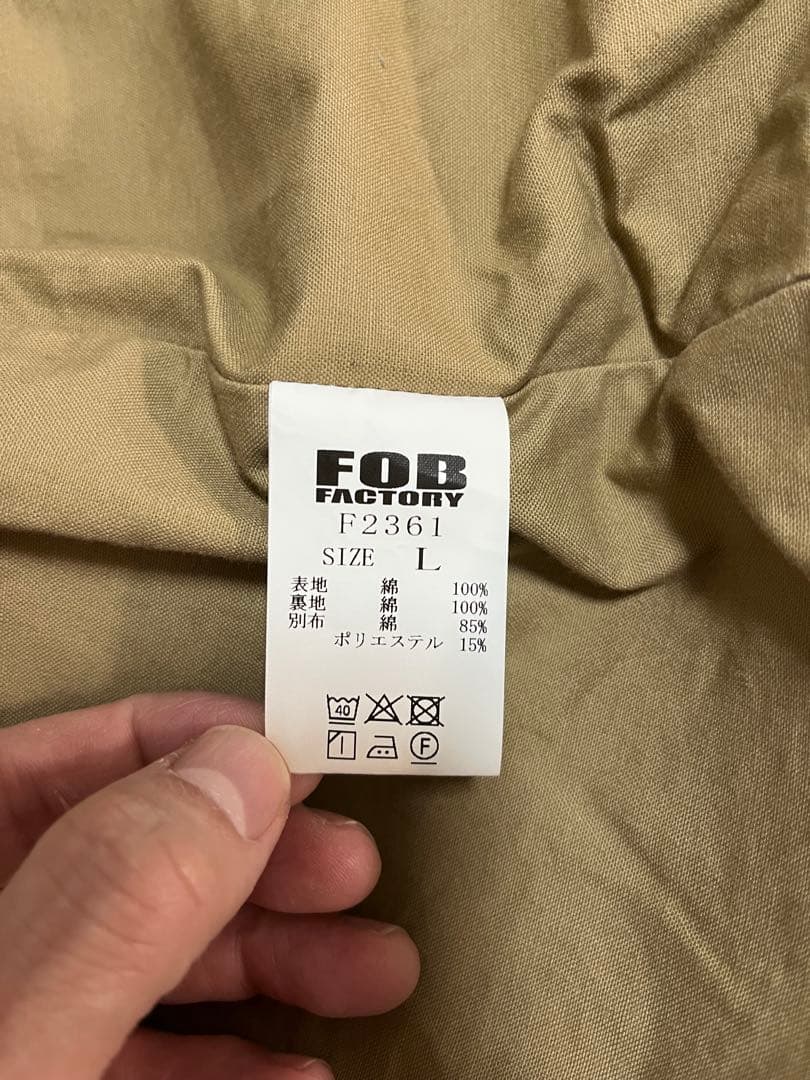 FOB
FACTORY
F2361
SIZE L
表地 綿 100%
裏地 綿 100%
別布 綿 85%
ポリエステル 15%
40
F